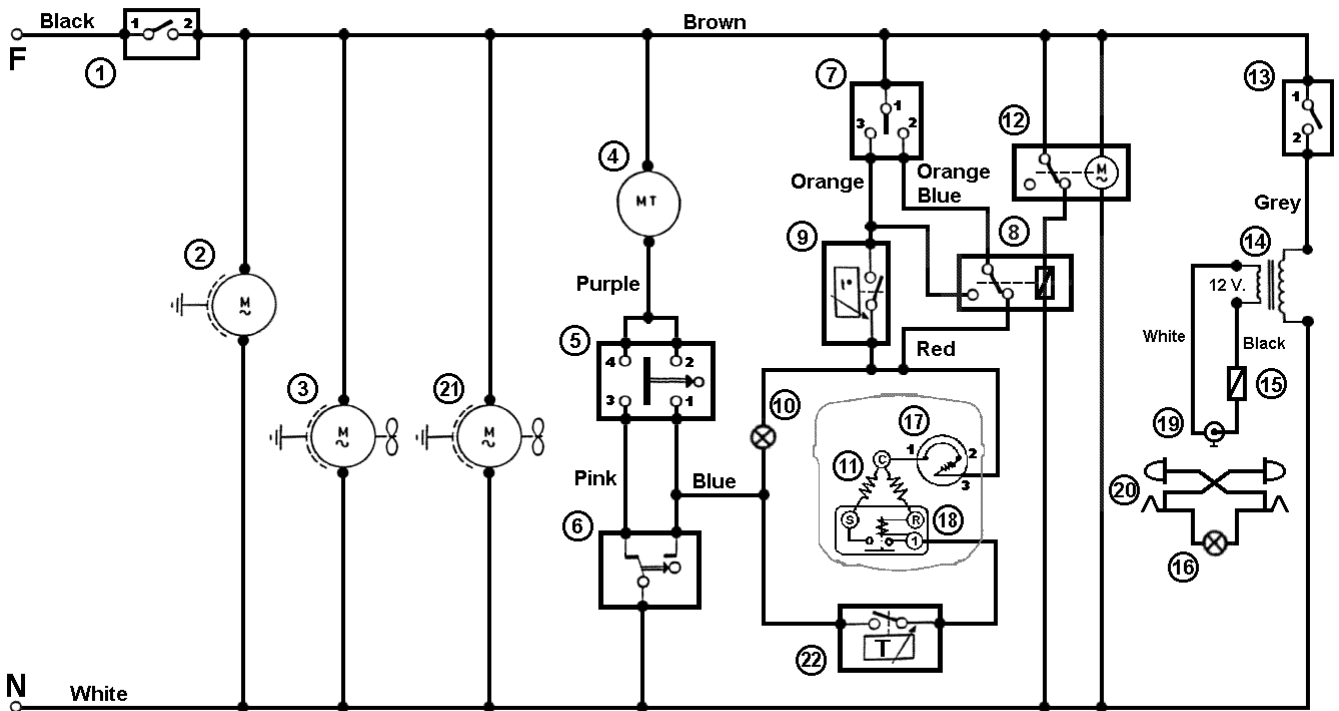 Black
1 2
Brown
F
1
7
13
1
3 2
12
1
2
4
Orange
Orange
Blue
M
~
M T
Grey
9
8
14
2
t°
Purple
12 V.
M
~
White
Black
5
4 2
3 1
Red
15
3
21
10
17
19
M
~
M
~
1 2
3
C
11
Pink
Blue
20
S
R
18
1
6
16
T
22
N
White